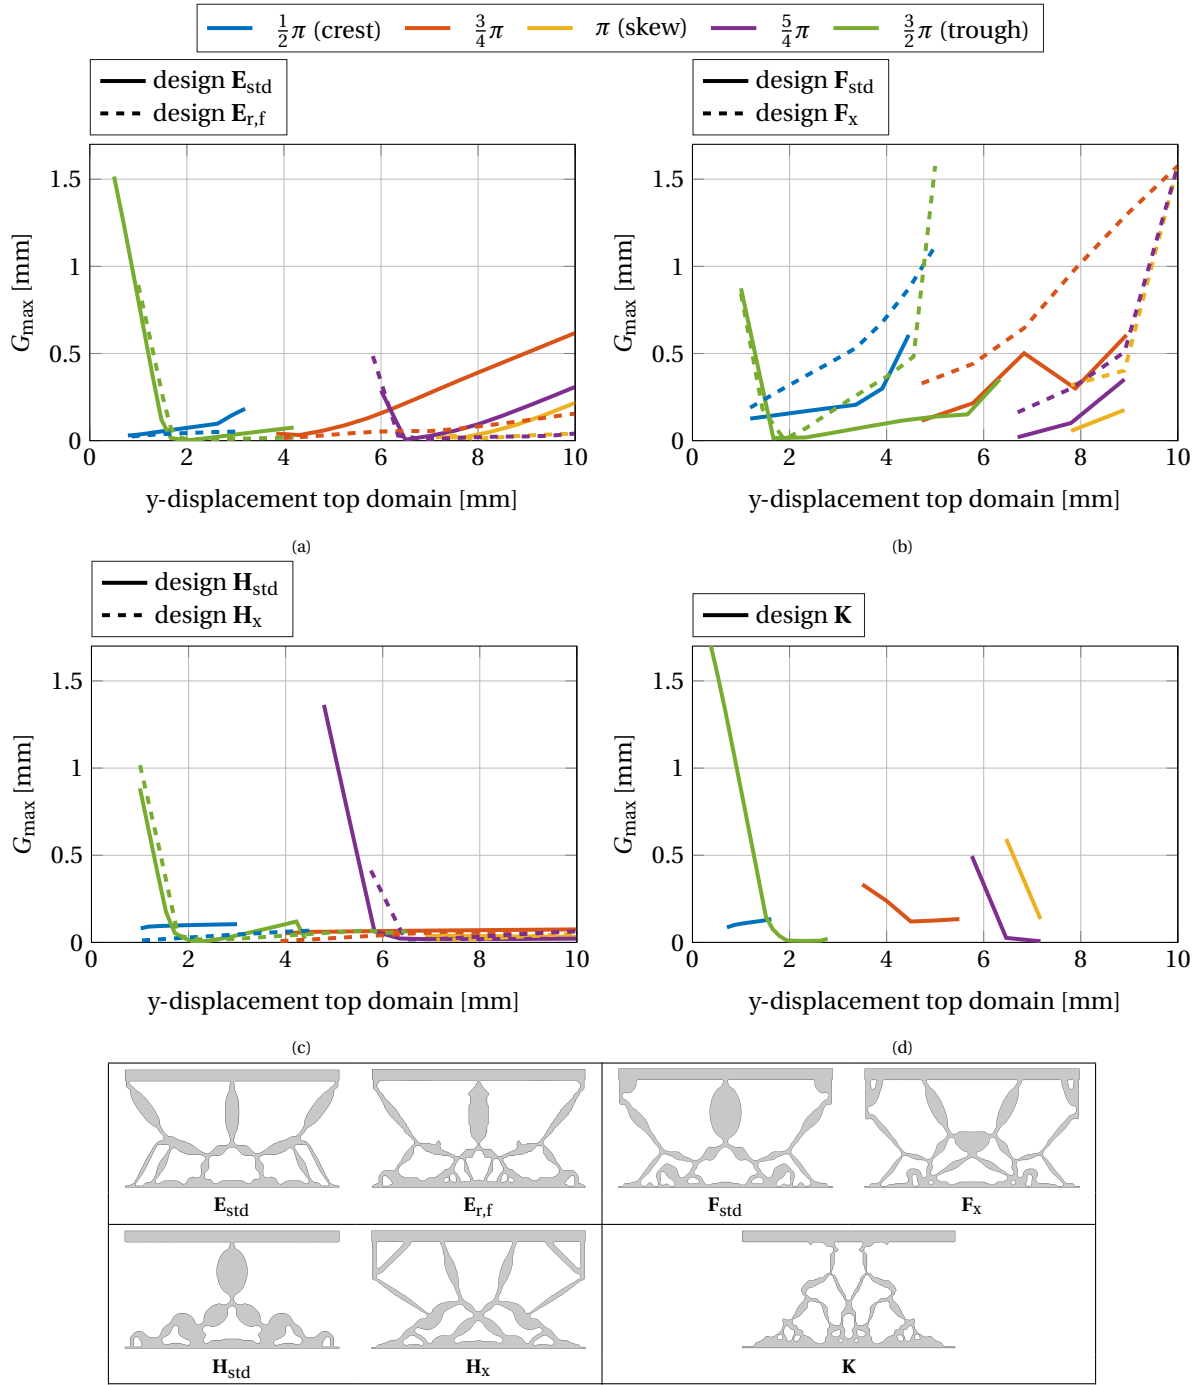 1/2 π (crest) 3/4 π π (skew) 5/4 π 3/2 π (trough)
design E_std
design E_r,f
design F_std
design F_x
1.5
1
0.5
0
G_max [mm]
0 2 4 6 8 10
y-displacement top domain [mm]
(a)
1.5
1
0.5
0
G_max [mm]
0 2 4 6 8 10
y-displacement top domain [mm]
(b)
design H_std
design H_x
design K
1.5
1
0.5
0
G_max [mm]
0 2 4 6 8 10
y-displacement top domain [mm]
(c)
1.5
1
0.5
0
G_max [mm]
0 2 4 6 8 10
y-displacement top domain [mm]
(d)
E_std E_r,f F_std F_x
H_std H_x K